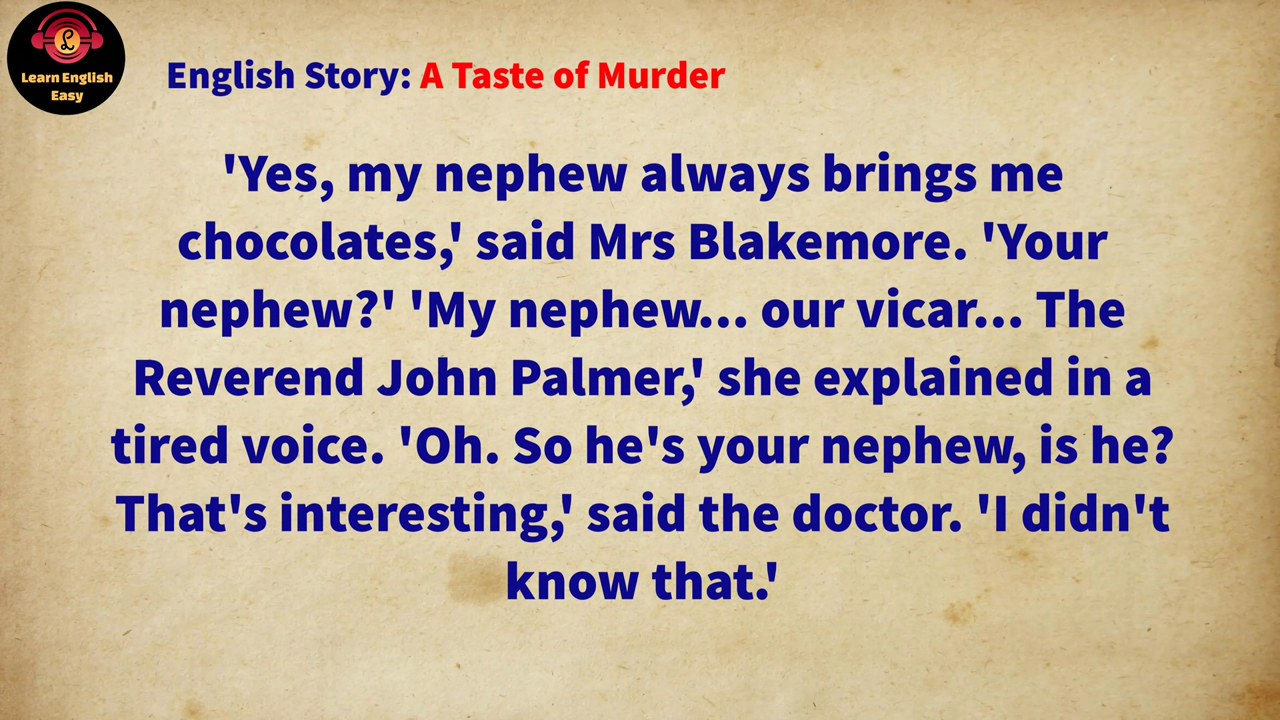 Learn English
Easy
English Story: A Taste of Murder
'Yes, my nephew always brings me
chocolates,' said Mrs Blakemore. 'Your
nephew?' 'My nephew... our vicar... The
Reverend John Palmer,' she explained in a
tired voice. 'Oh. So he's your nephew, is he?
That's interesting,' said the doctor. 'I didn't
know that.'